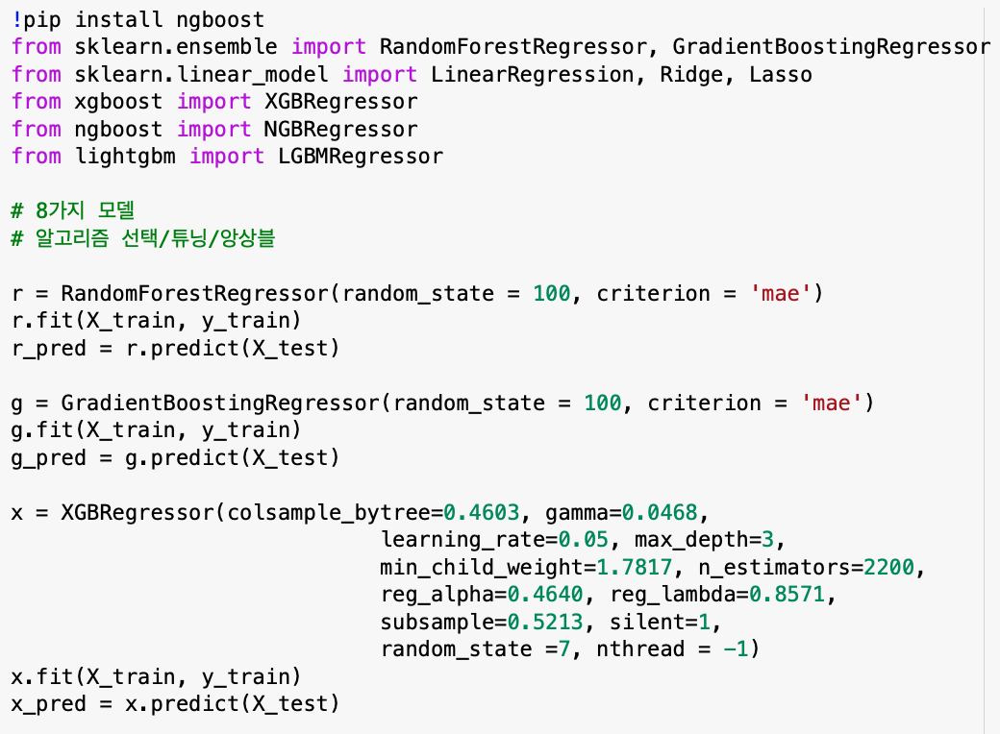 !pip install ngboost
from sklearn.ensemble import RandomForestRegressor, GradientBoostingRegressor
from sklearn.linear_model import LinearRegression, Ridge, Lasso
from xgboost import XGBRegressor
from ngboost import NGBRegressor
from lightgbm import LGBMRegressor

# 8가지 모델
# 알고리즘 선택/튜닝/앙상블

r = RandomForestRegressor(random_state = 100, criterion = 'mae')
r.fit(X_train, y_train)
r_pred = r.predict(X_test)

g = GradientBoostingRegressor(random_state = 100, criterion = 'mae')
g.fit(X_train, y_train)
g_pred = g.predict(X_test)

x = XGBRegressor(colsample_bytree=0.4603, gamma=0.0468,
                             learning_rate=0.05, max_depth=3,
                             min_child_weight=1.7817, n_estimators=2200,
                             reg_alpha=0.4640, reg_lambda=0.8571,
                             subsample=0.5213, silent=1,
                             random_state =7, nthread = -1)
x.fit(X_train, y_train)
x_pred = x.predict(X_test)